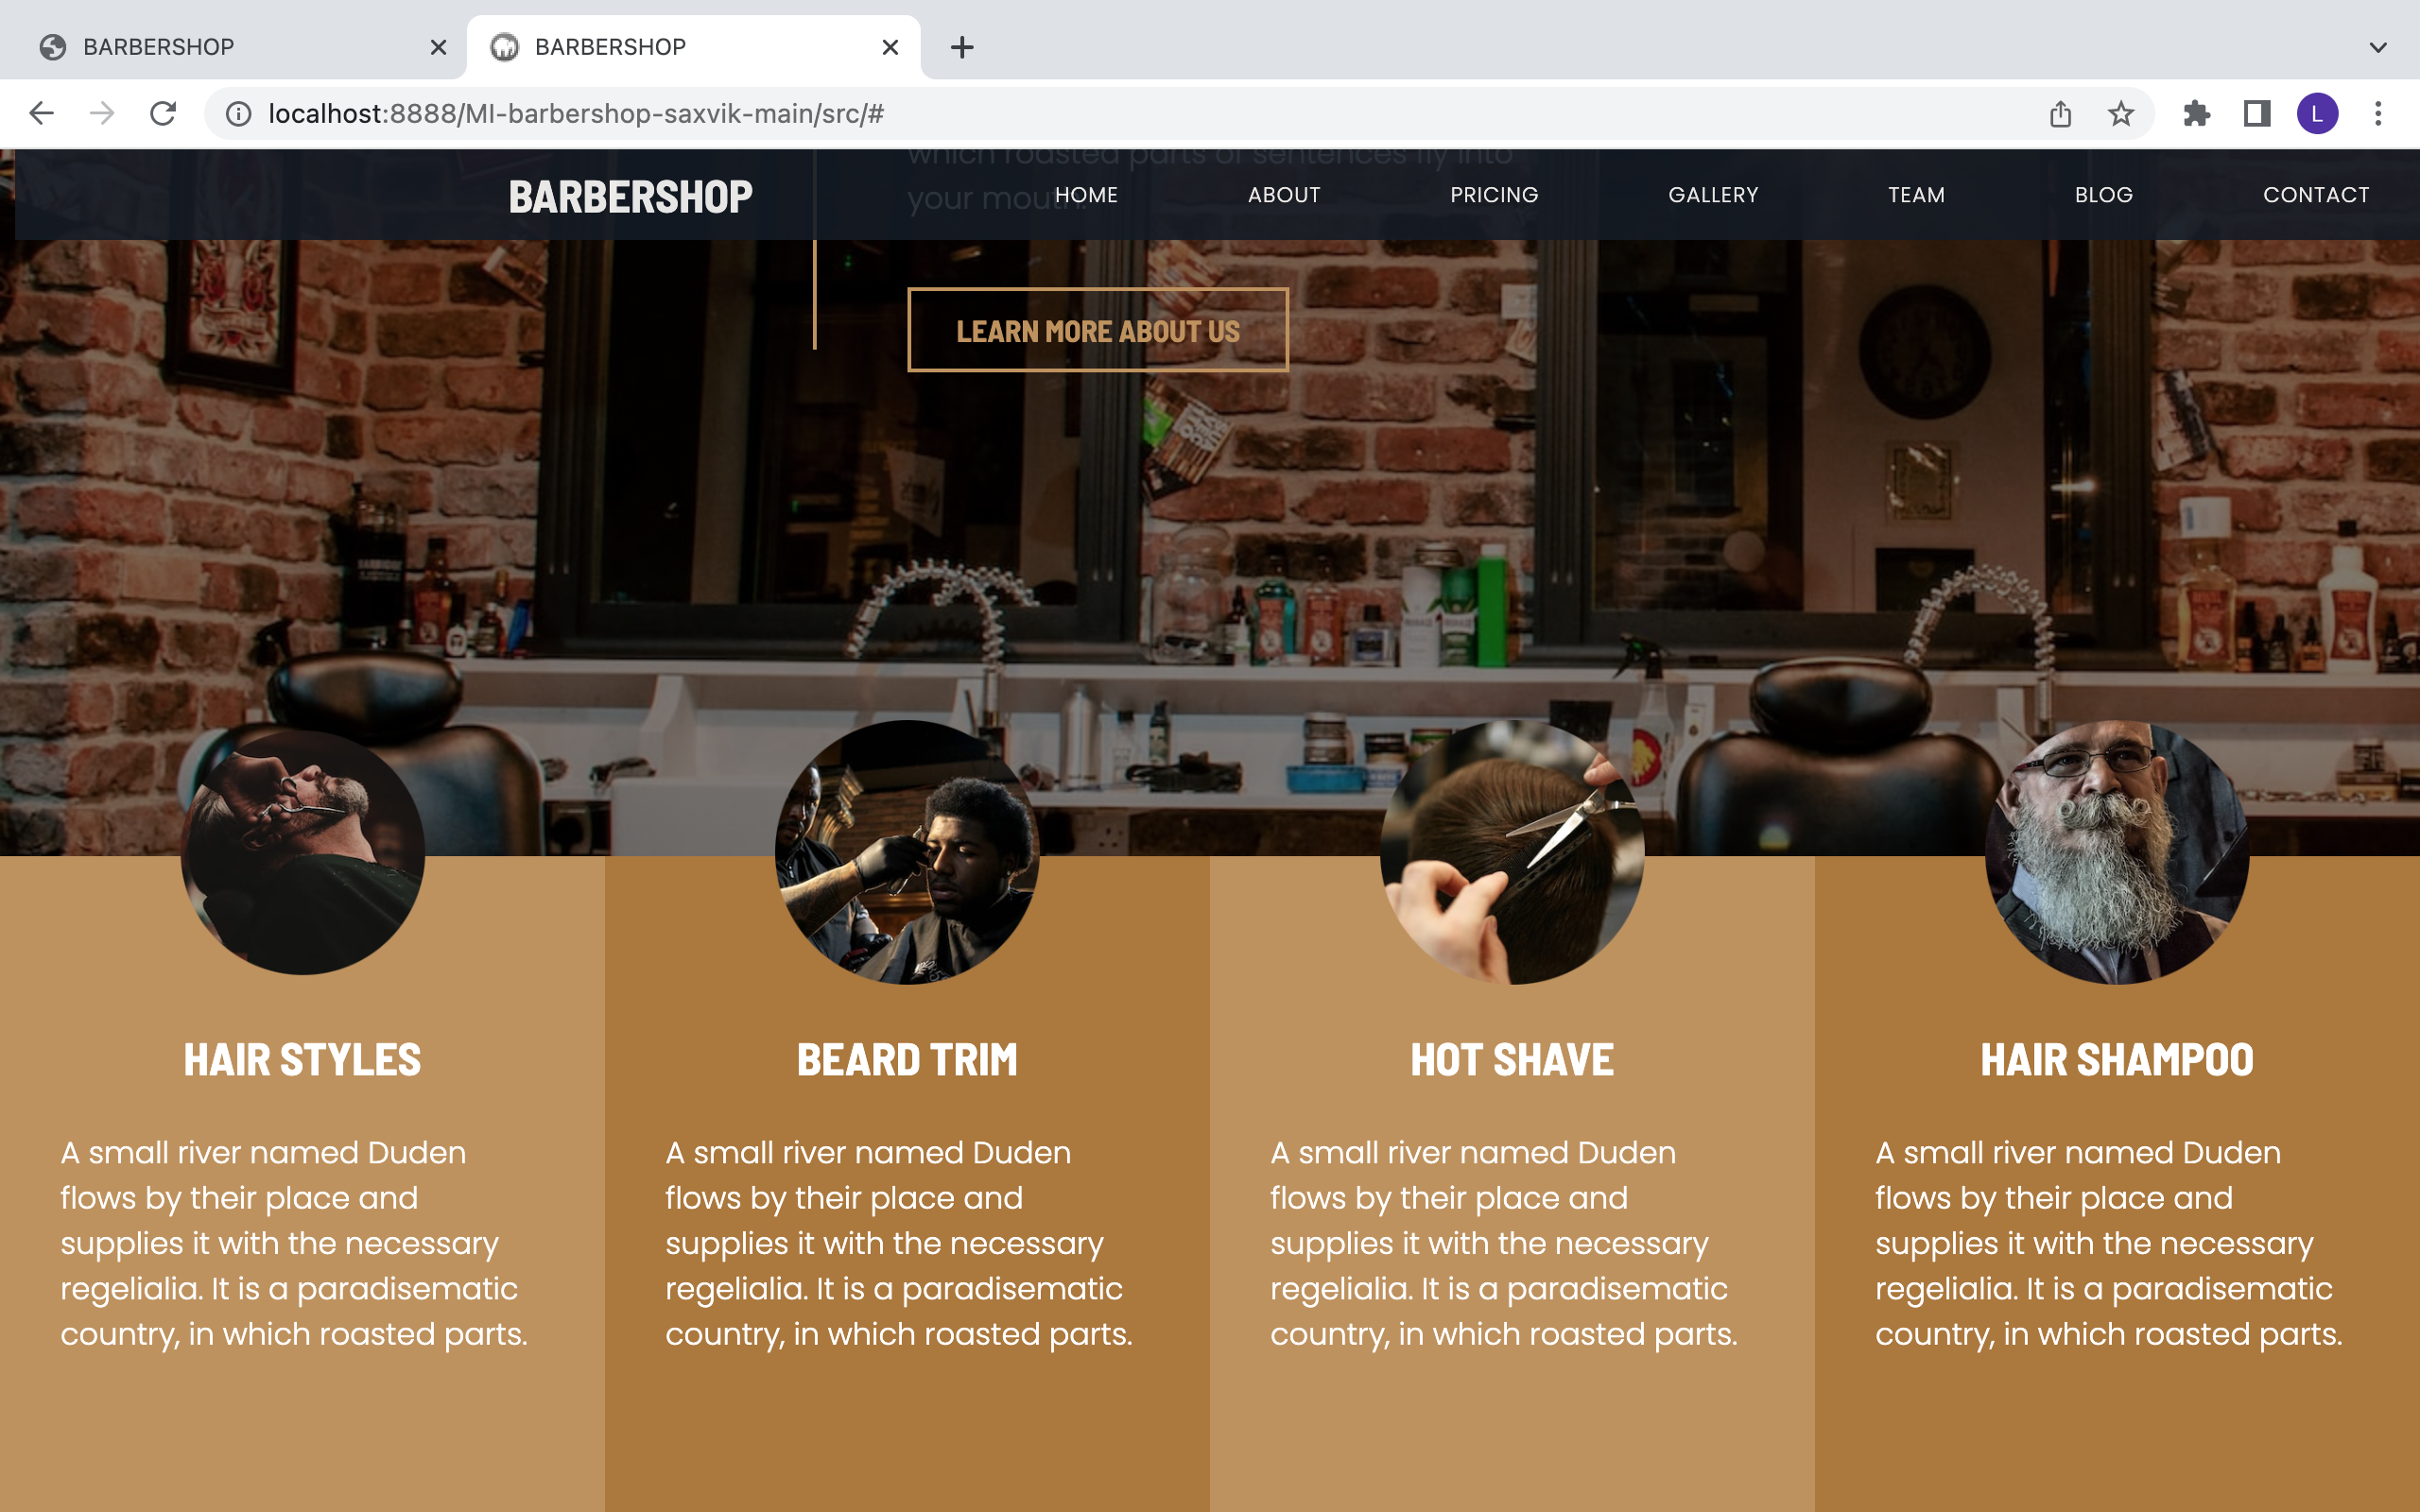 BARBERSHOP
BARBERSHOP
localhost:8888/MI-barbershop-saxvik-main/src/#
L
which roasted parts of sentences fly into
your mouth.
BARBERSHOP
HOME
ABOUT
PRICING
GALLERY
TEAM
BLOG
CONTACT
LEARN MORE ABOUT US
HAIR STYLES
A small river named Duden
flows by their place and
supplies it with the necessary
regelialia. It is a paradisematic
country, in which roasted parts.
BEARD TRIM
A small river named Duden
flows by their place and
supplies it with the necessary
regelialia. It is a paradisematic
country, in which roasted parts.
HOT SHAVE
A small river named Duden
flows by their place and
supplies it with the necessary
regelialia. It is a paradisematic
country, in which roasted parts.
HAIR SHAMPOO
A small river named Duden
flows by their place and
supplies it with the necessary
regelialia. It is a paradisematic
country, in which roasted parts.